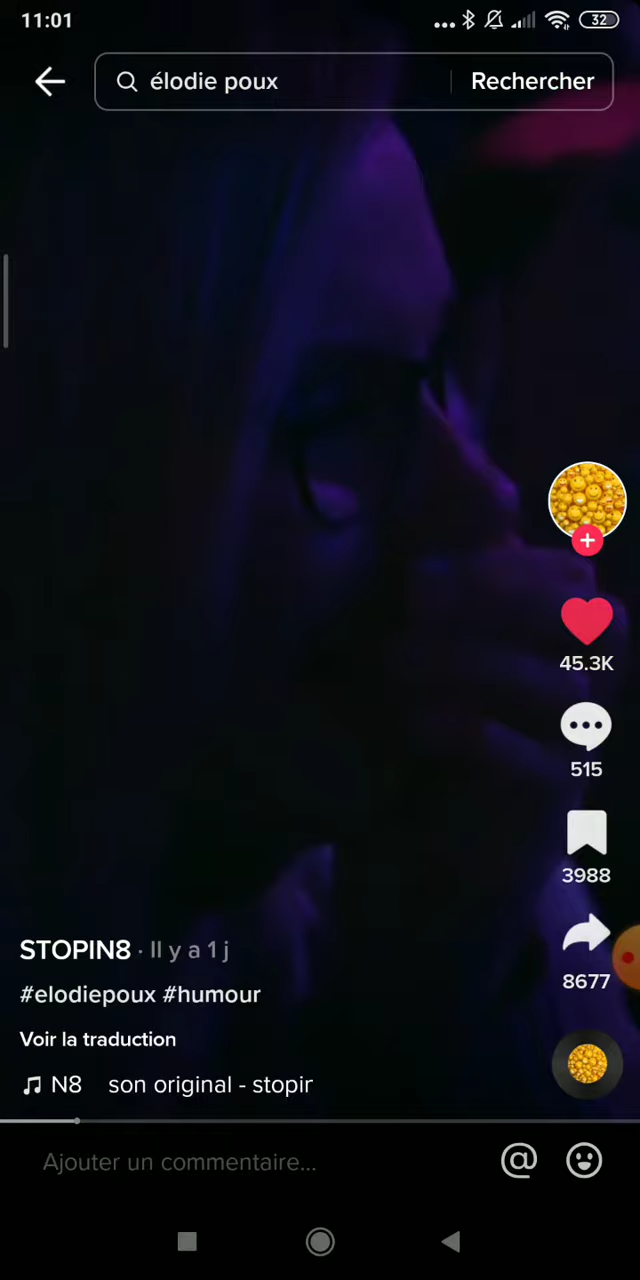 11:01
32
élodie poux
Rechercher
45.3K
515
3988
8677
STOPIN8 · Il y a 1 j
#elodiepoux #humour
Voir la traduction
N8 son original - stopir
Ajouter un commentaire...